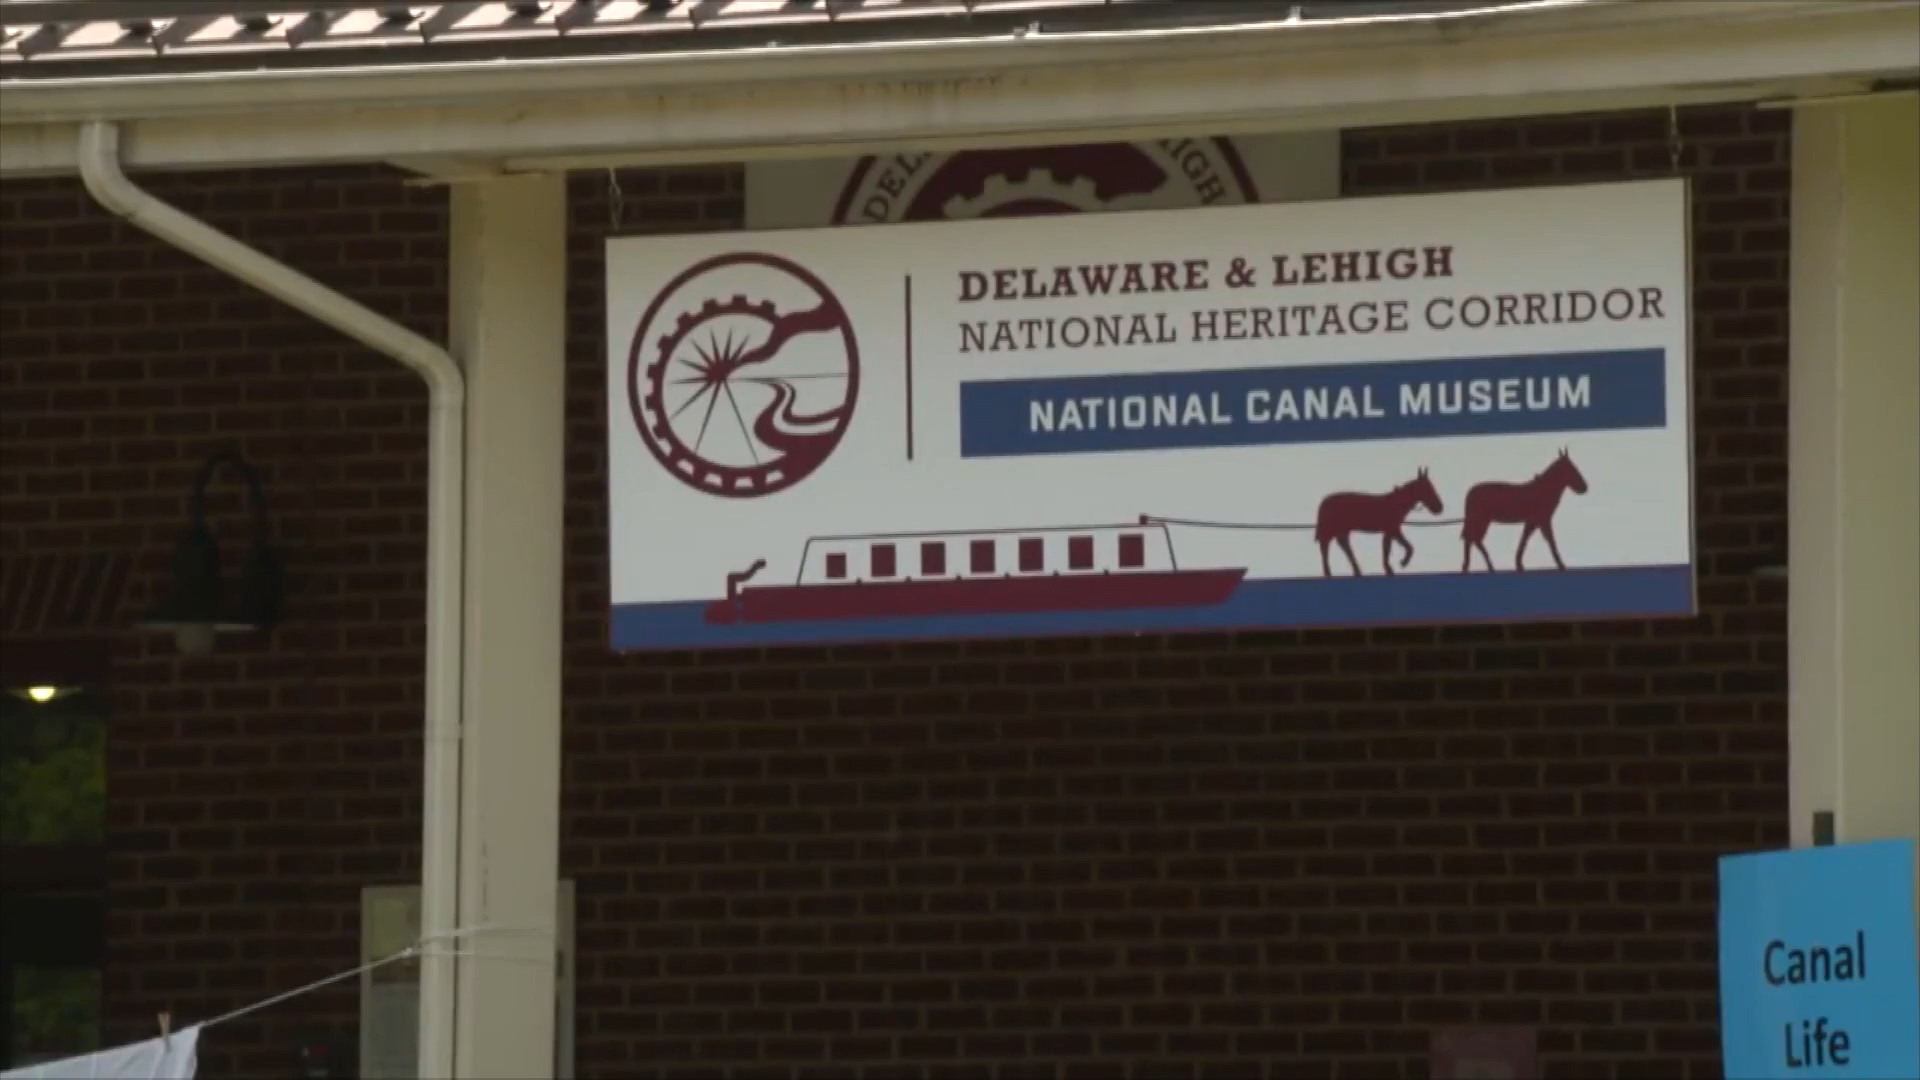 DELAWARE & LEHIGH
NATIONAL HERITAGE CORRIDOR
NATIONAL CANAL MUSEUM
Canal
Life